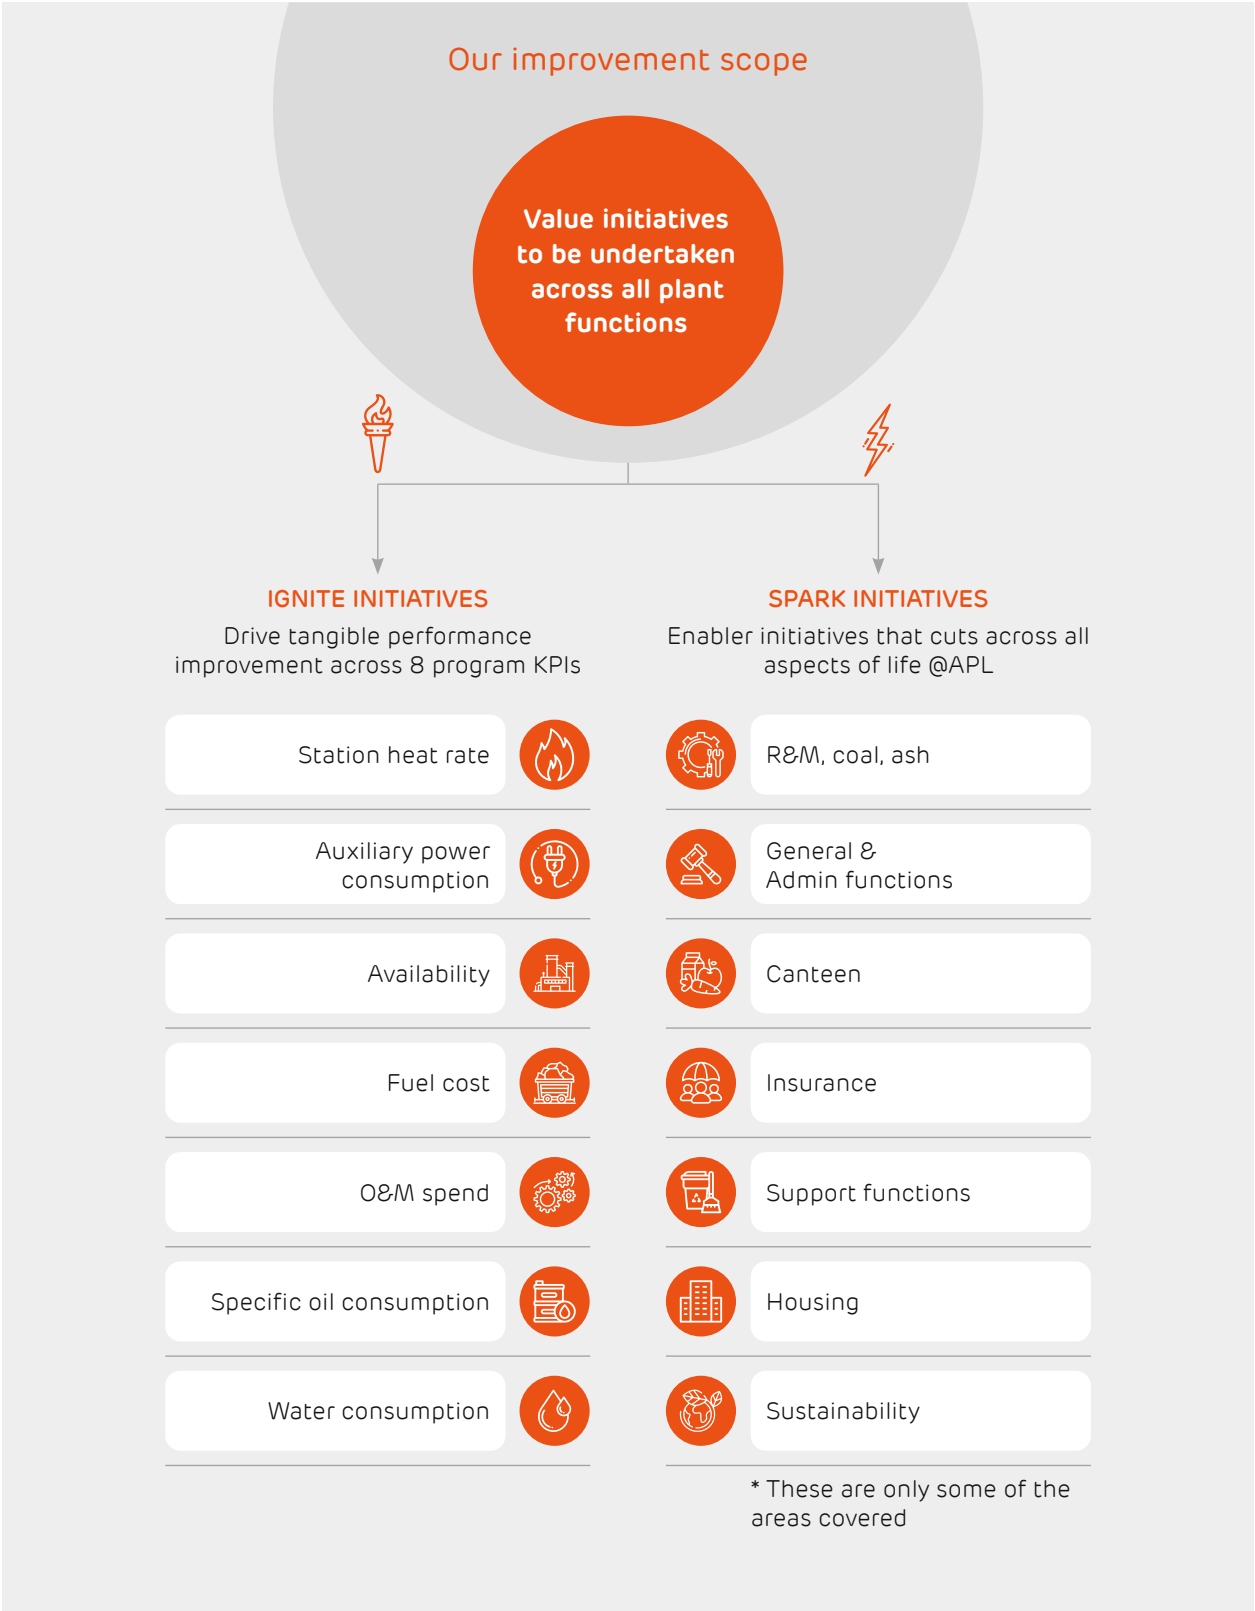 Our improvement scope
Value initiatives
to be undertaken
across all plant
functions
IGNITE INITIATIVES
Drive tangible performance
improvement across 8 program KPIs
Station heat rate
Auxiliary power
consumption
Availability
Fuel cost
O&M spend
Specific oil consumption
Water consumption
SPARK INITIATIVES
Enabler initiatives that cuts across all
aspects of life @APL
R&M, coal, ash
General &
Admin functions
Canteen
Insurance
Support functions
Housing
Sustainability
* These are only some of the
areas covered